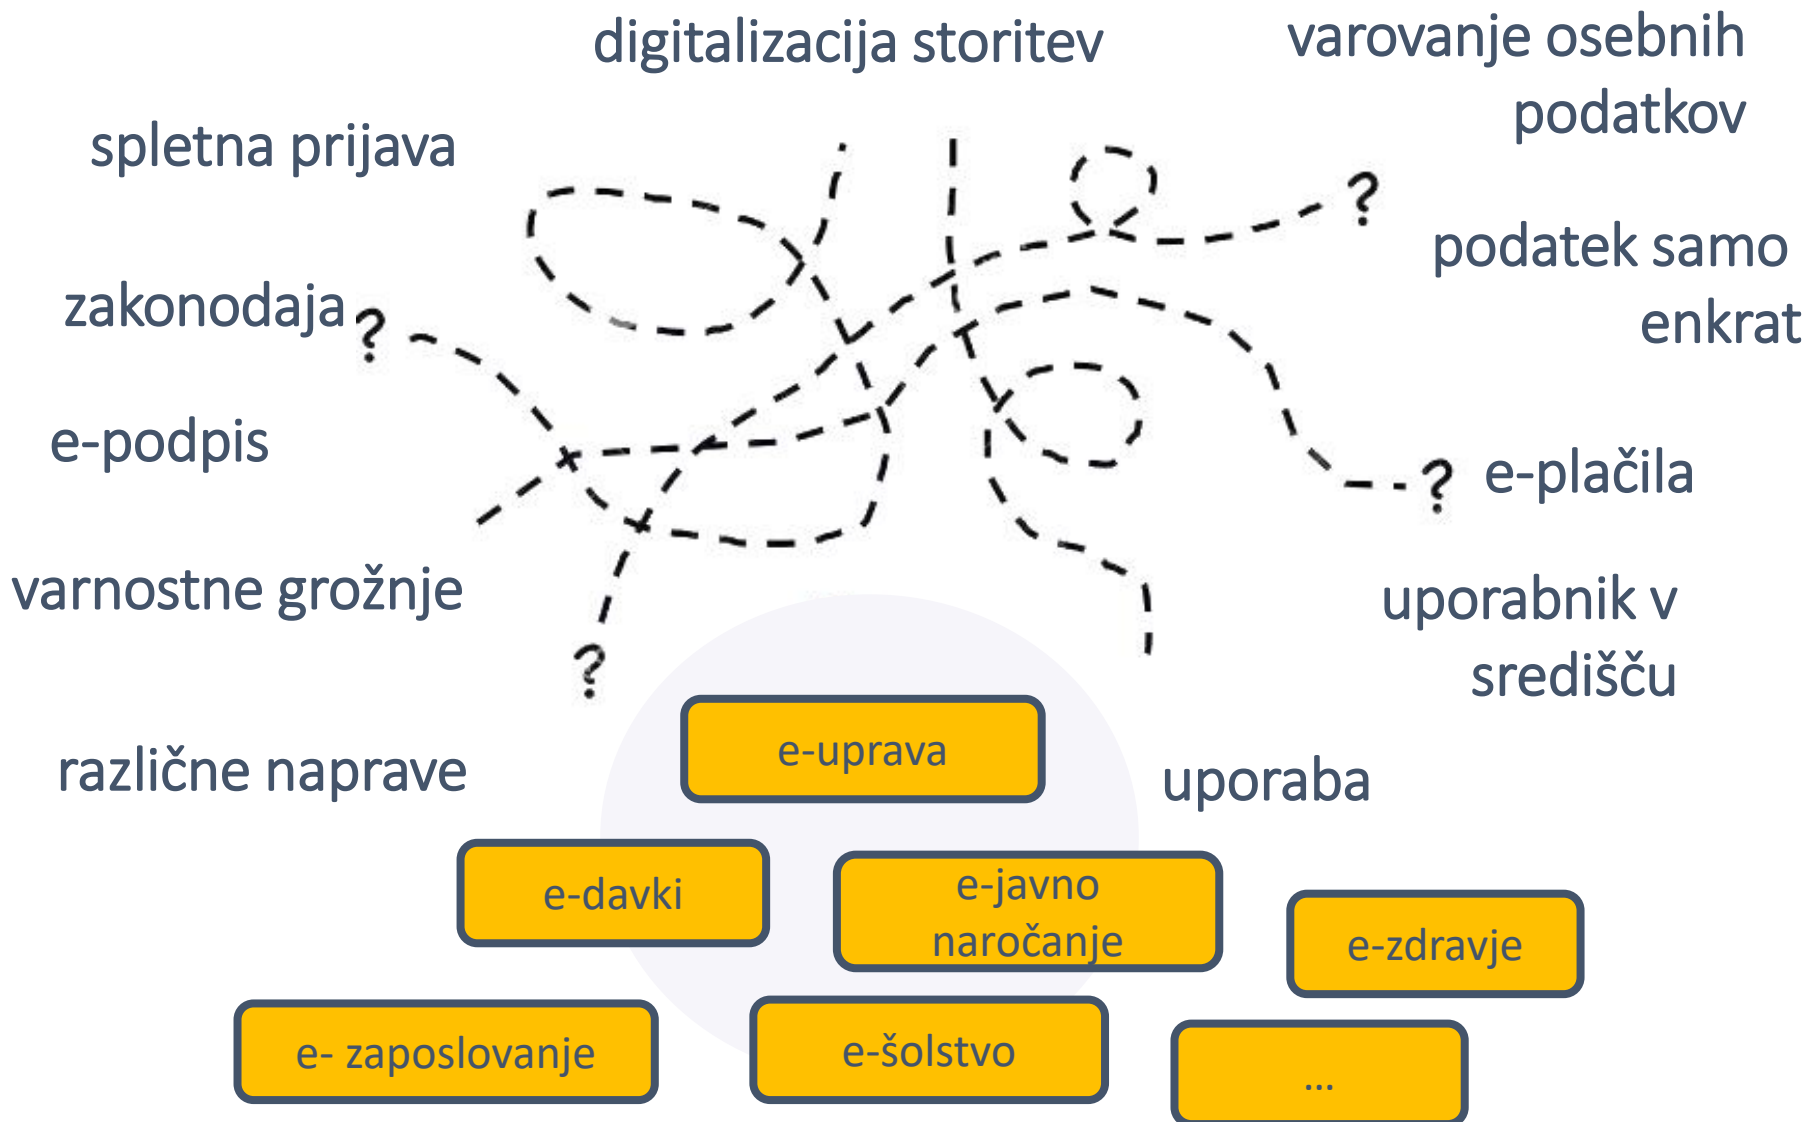 digitalizacija storitev
varovanje osebnih
podatkov
spletna prijava
?
podatek samo
enkrat
zakonodaja
?
e-podpis
e-plačila
?
varnostne grožnje
uporabnik v
središču
?
različne naprave
e-uprava
uporaba
e-davki
e-javno
naročanje
e-zdravje
e- zaposlovanje
e-šolstvo
...